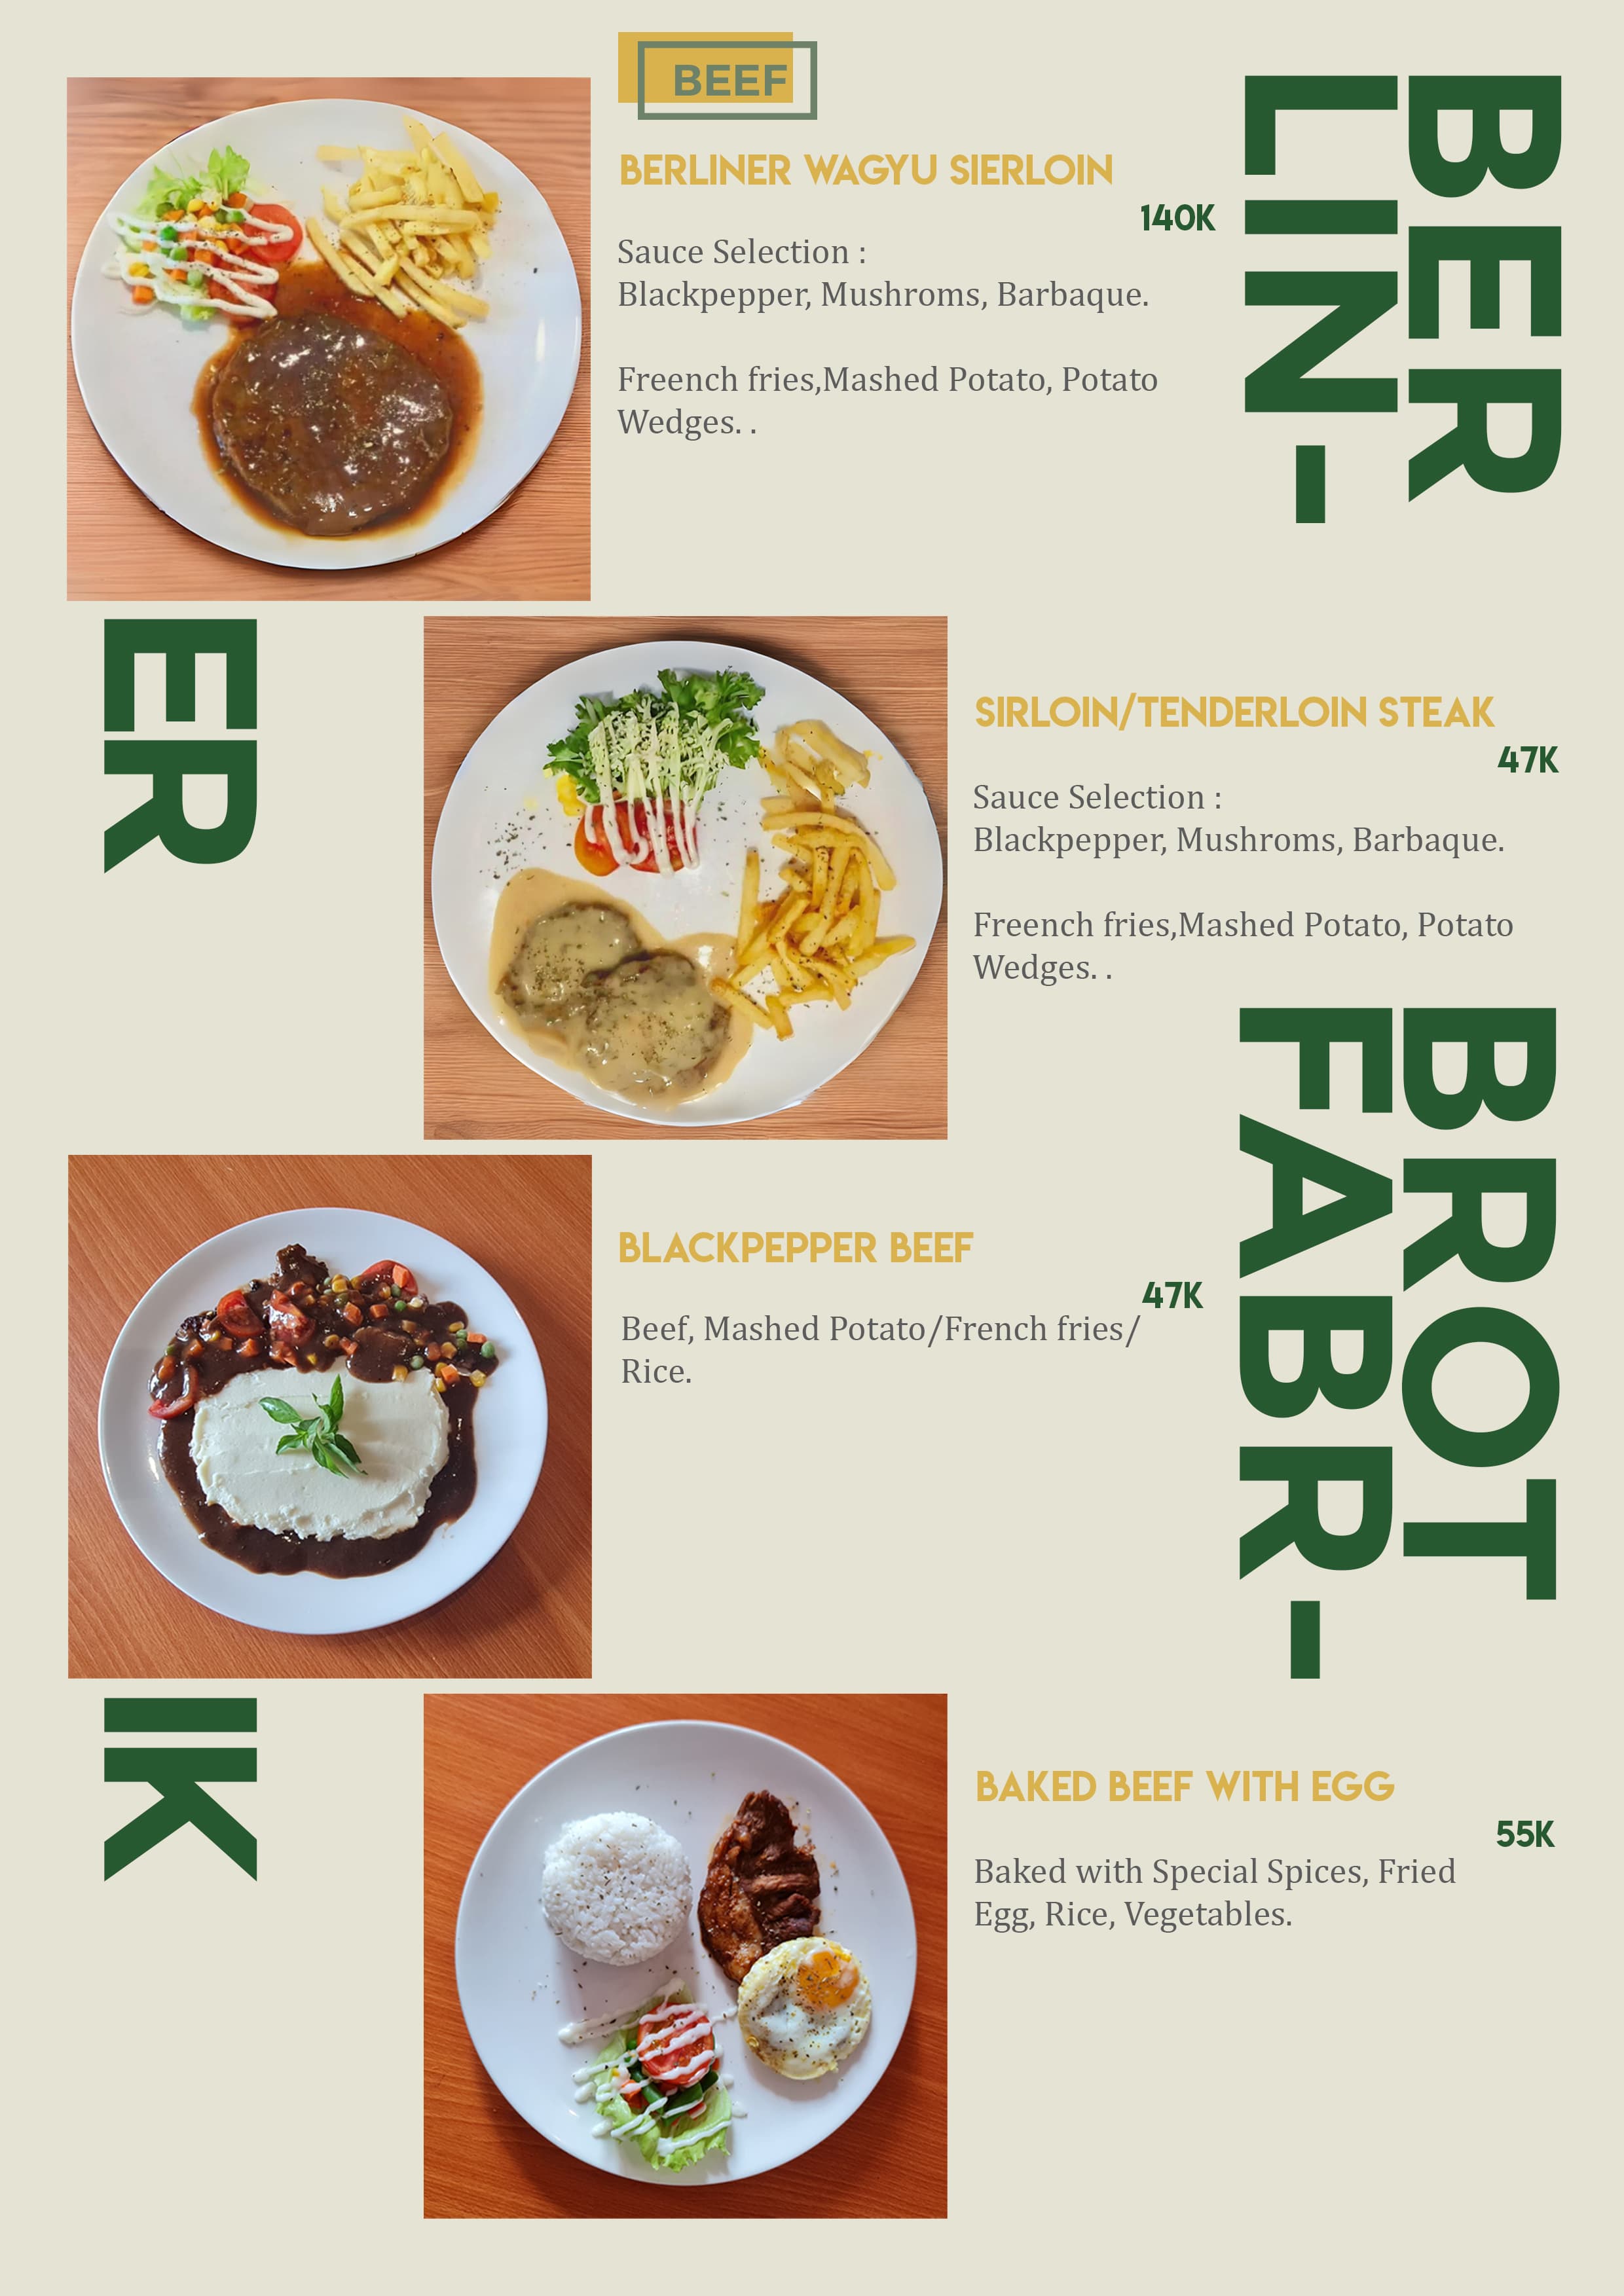 BEEF
BERLINER WAGYU SIERLOIN
140K
Sauce Selection :
Blackpepper, Mushroms, Barbaque.
Freench fries,Mashed Potato, Potato
Wedges. .
BER
LIN-
ER
SIRLOIN/TENDERLOIN STEAK
47K
Sauce Selection :
Blackpepper, Mushroms, Barbaque.
Freench fries,Mashed Potato, Potato
Wedges. .
BROT
FABR-
IK
BLACKPEPPER BEEF
47K
Beef, Mashed Potato/French fries/
Rice.
BAKED BEEF WITH EGG
55K
Baked with Special Spices, Fried
Egg, Rice, Vegetables.